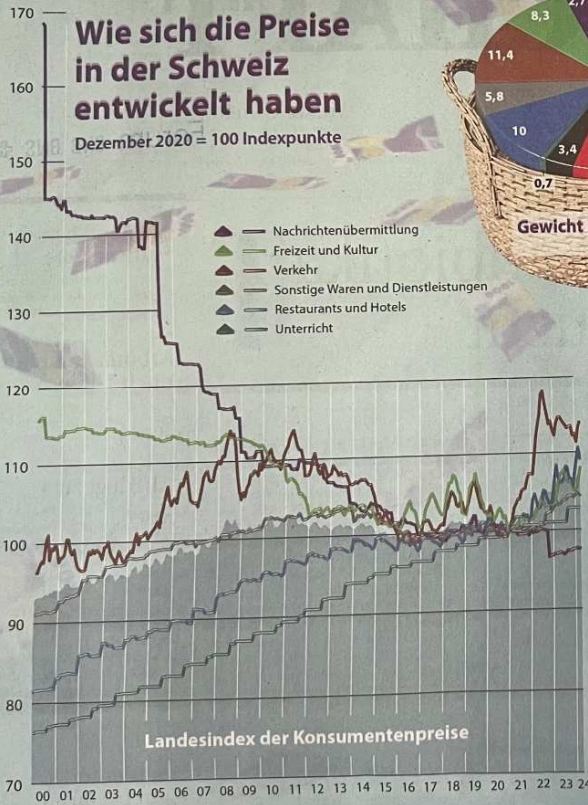 Wie sich die Preise
in der Schweiz
entwickelt haben
Dezember 2020 = 100 Indexpunkte
170
160
150
140
130
120
110
100
90
80
70
8,3
2,7
11,4
5,8
10
3,4
0,7
Gewicht
Nachrichtenübermittlung
Freizeit und Kultur
Verkehr
Sonstige Waren und Dienstleistungen
Restaurants und Hotels
Unterricht
Landesindex der Konsumentenpreise
00 01 02 03 04 05 06 07 08 09 10 11 12 13 14 15 16 17 18 19 20 21 22 23 24